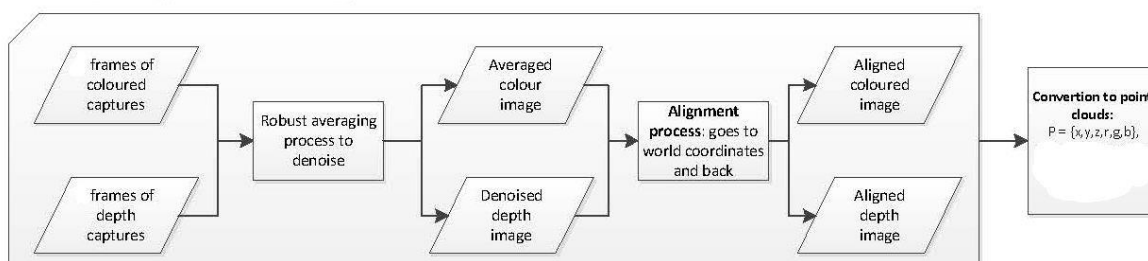 frames of
coloured
captures
frames of
depth
captures
Robust averaging
process to
denoise
Averaged
colour
image
Denoised
depth
image
Alignment
process: goes to
world coordinates
and back
Aligned
coloured
image
Aligned
depth
image
Convertion to point
clouds:
P = {x,y,z,r,g,b},